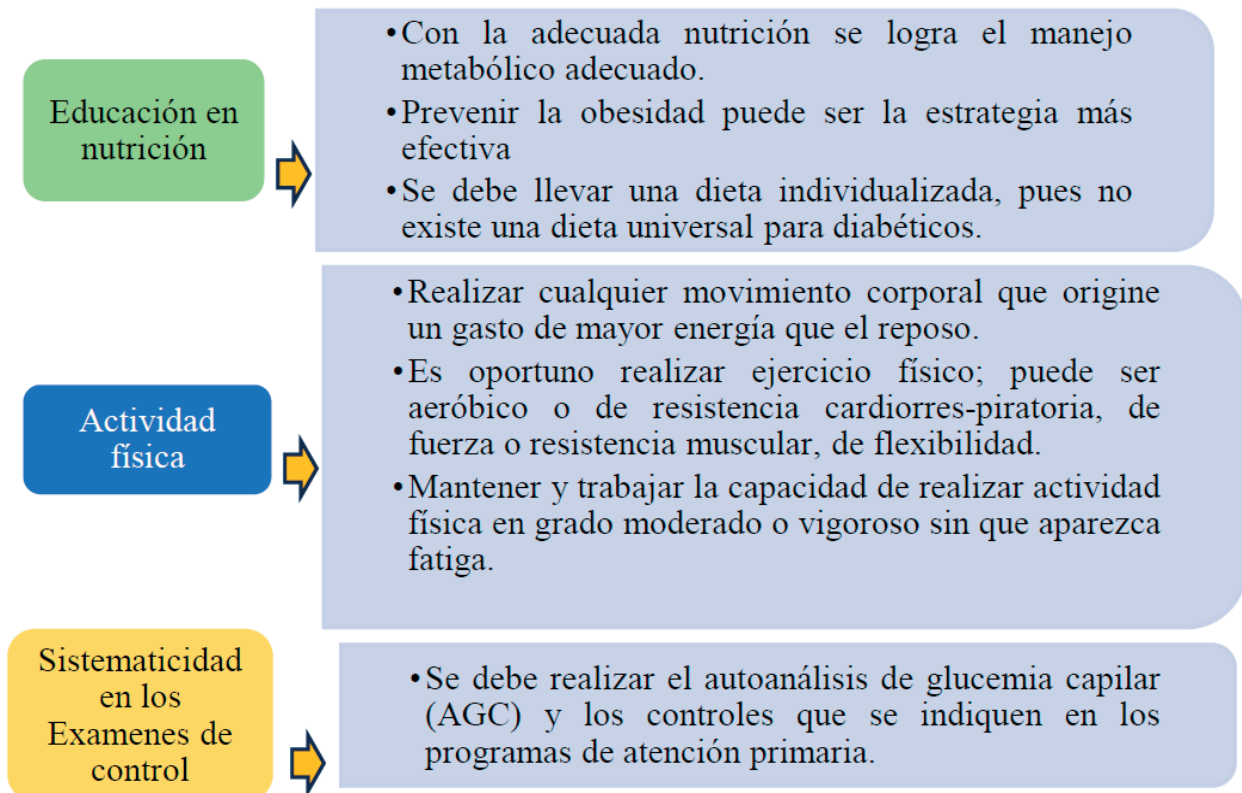 Educación en
nutrición
•Con la adecuada nutrición se logra el manejo
metabólico adecuado.
•Prevenir la obesidad puede ser la estrategia más
efectiva
•Se debe llevar una dieta individualizada, pues no
existe una dieta universal para diabéticos.
Actividad
física
•Realizar cualquier movimiento corporal que origine
un gasto de mayor energía que el reposo.
•Es oportuno realizar ejercicio físico; puede ser
aeróbico o de resistencia cardiorres-piratoria, de
fuerza o resistencia muscular, de flexibilidad.
•Mantener y trabajar la capacidad de realizar actividad
física en grado moderado o vigoroso sin que aparezca
fatiga.
Sistematicidad
en los
Examenes de
control
•Se debe realizar el autoanálisis de glucemia capilar
(AGC) y los controles que se indiquen en los
programas de atención primaria.